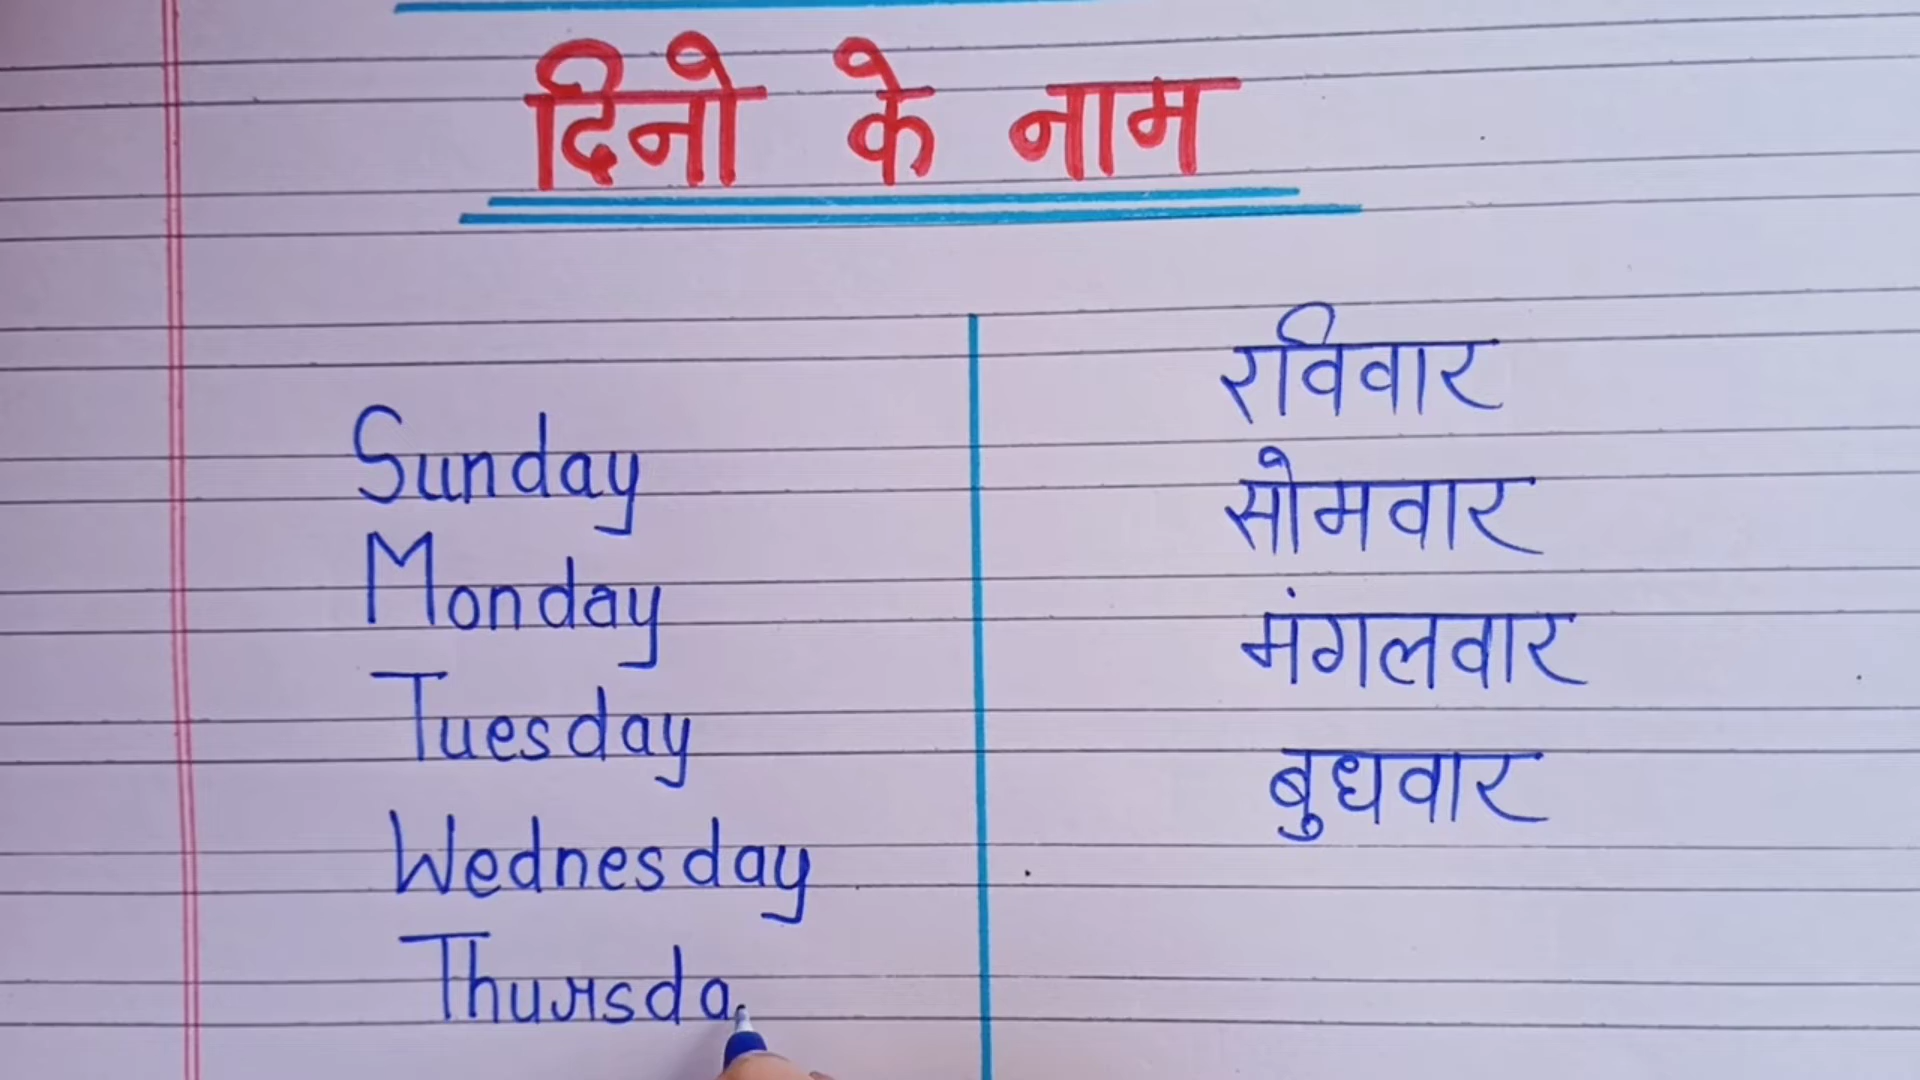 दिनो के नाम
Sunday रविवार
Monday सोमवार
Tuesday मंगलवार
Wednesday बुधवार
Thursda